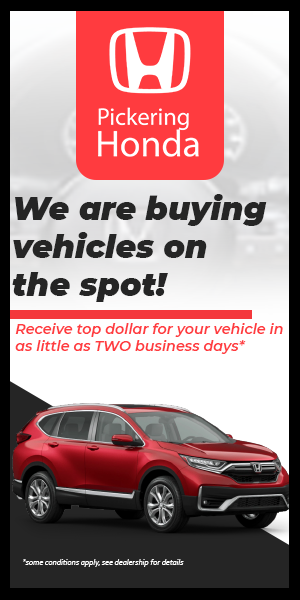 Pickering
Honda
We are buying
vehicles on
the spot!
Receive top dollar for your vehicle in
as little as TWO business days*
*some conditions apply, see dealership for details